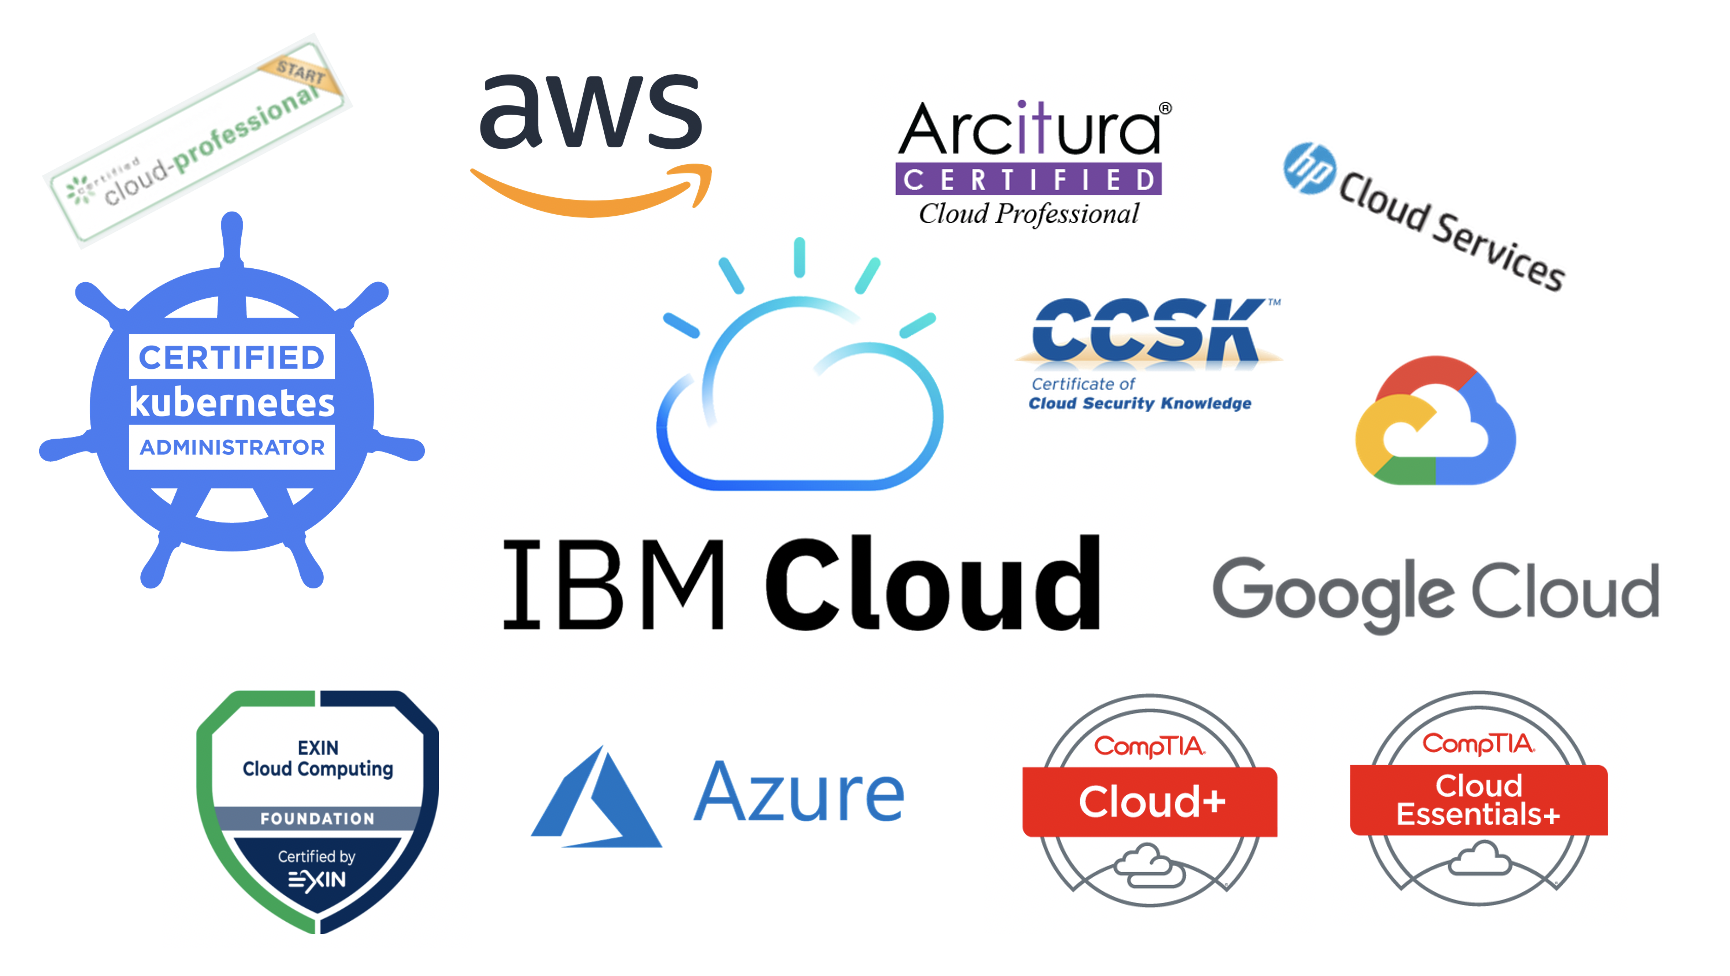 START
certified
cloud-professional
aws
Arcitura®
CERTIFIED
Cloud Professional
hp Cloud Services
CERTIFIED
kubernetes
ADMINISTRATOR
CCSK™
Certificate of
Cloud Security Knowledge
IBM Cloud
Google Cloud
EXIN
Cloud Computing
FOUNDATION
Certified by
EXIN
Azure
CompTIA.
Cloud+
CompTIA.
Cloud
Essentials+